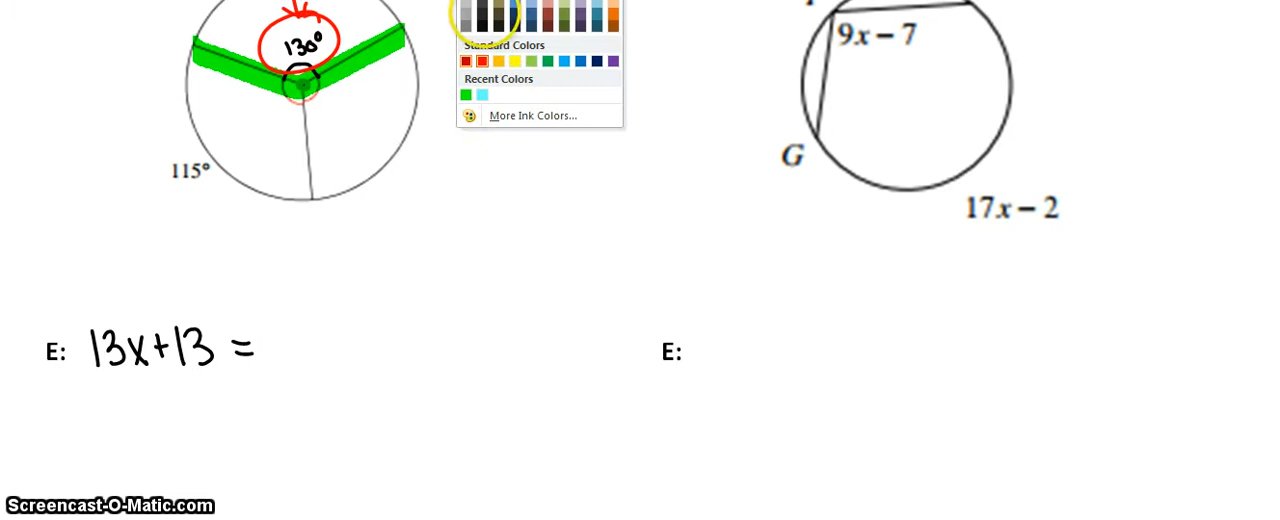 130°
Standard Colors
Recent Colors
More Ink Colors...
115°
9x − 7
G
17x − 2
E: 13x+13 =
E:
Screencast-O-Matic.com